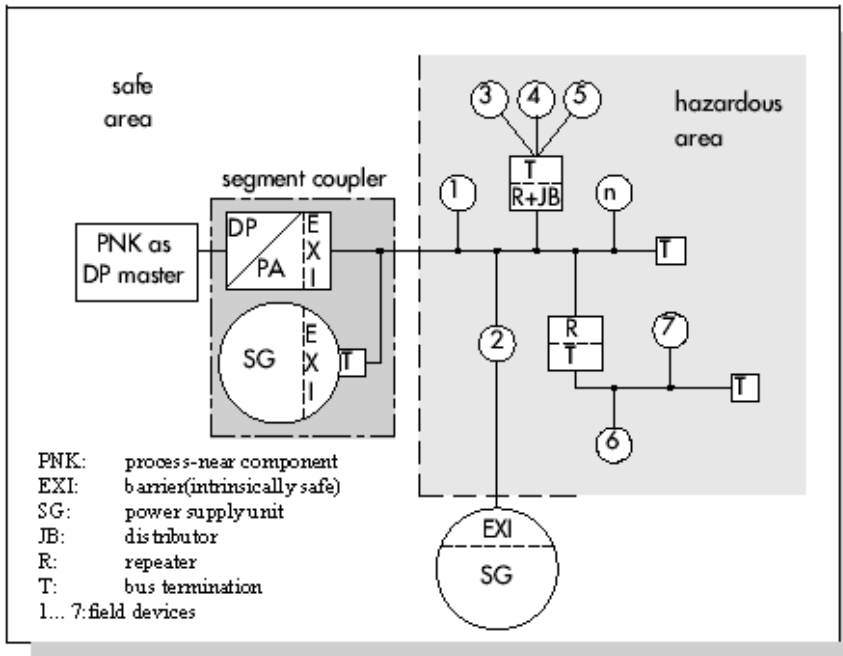 safe
area
hazardous
area
3 4 5
T
R+JB
segment coupler
1
n
PNK as
DP master
DP
PA
E
X
I
T
SG
E
X
I
T
2
R
T
7
T
6
PNK: process-near component
EXI: barrier(intrinsically safe)
SG: power supply unit
JB: distributor
R: repeater
T: bus termination
1... 7:field devices
EXI
SG